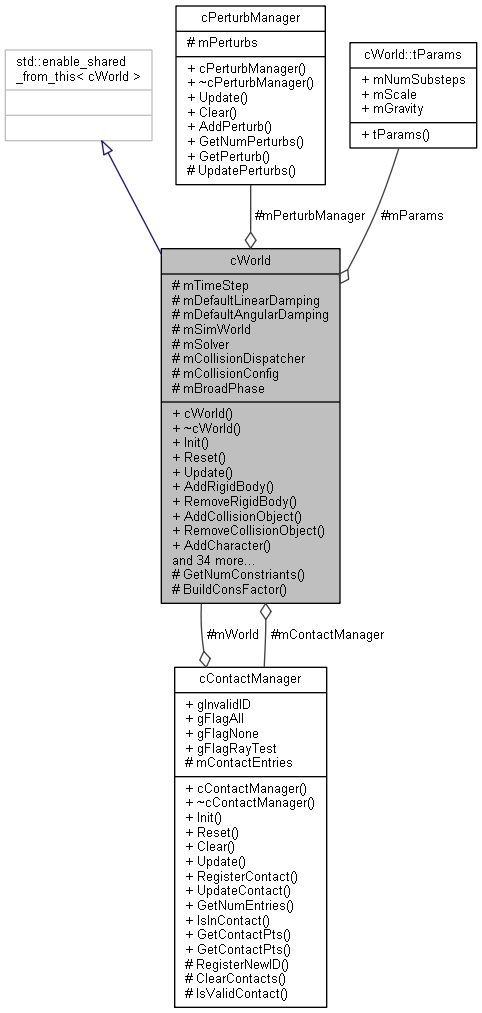 std::enable_shared
_from_this< cWorld >
cPerturbManager
# mPerturbs
+ cPerturbManager()
+ ~cPerturbManager()
+ Update()
+ Clear()
+ AddPerturb()
+ GetNumPerturbs()
+ GetPerturb()
# UpdatePerturbs()
cWorld::tParams
+ mNumSubsteps
+ mScale
+ mGravity
+ tParams()
#mPerturbManager
#mParams
cWorld
# mTimeStep
# mDefaultLinearDamping
# mDefaultAngularDamping
# mSimWorld
# mSolver
# mCollisionDispatcher
# mCollisionConfig
# mBroadPhase
+ cWorld()
+ ~cWorld()
+ Init()
+ Reset()
+ Update()
+ AddRigidBody()
+ RemoveRigidBody()
+ AddCollisionObject()
+ RemoveCollisionObject()
+ AddCharacter()
and 34 more...
# GetNumConstriants()
# BuildConsFactor()
#mWorld
#mContactManager
cContactManager
+ gInvalidID
+ gFlagAll
+ gFlagNone
+ gFlagRayTest
# mContactEntries
+ cContactManager()
+ ~cContactManager()
+ Init()
+ Reset()
+ Clear()
+ Update()
+ RegisterContact()
+ UpdateContact()
+ GetNumEntries()
+ IsInContact()
+ GetContactPts()
+ GetContactPts()
# RegisterNewID()
# ClearContacts()
# IsValidContact()